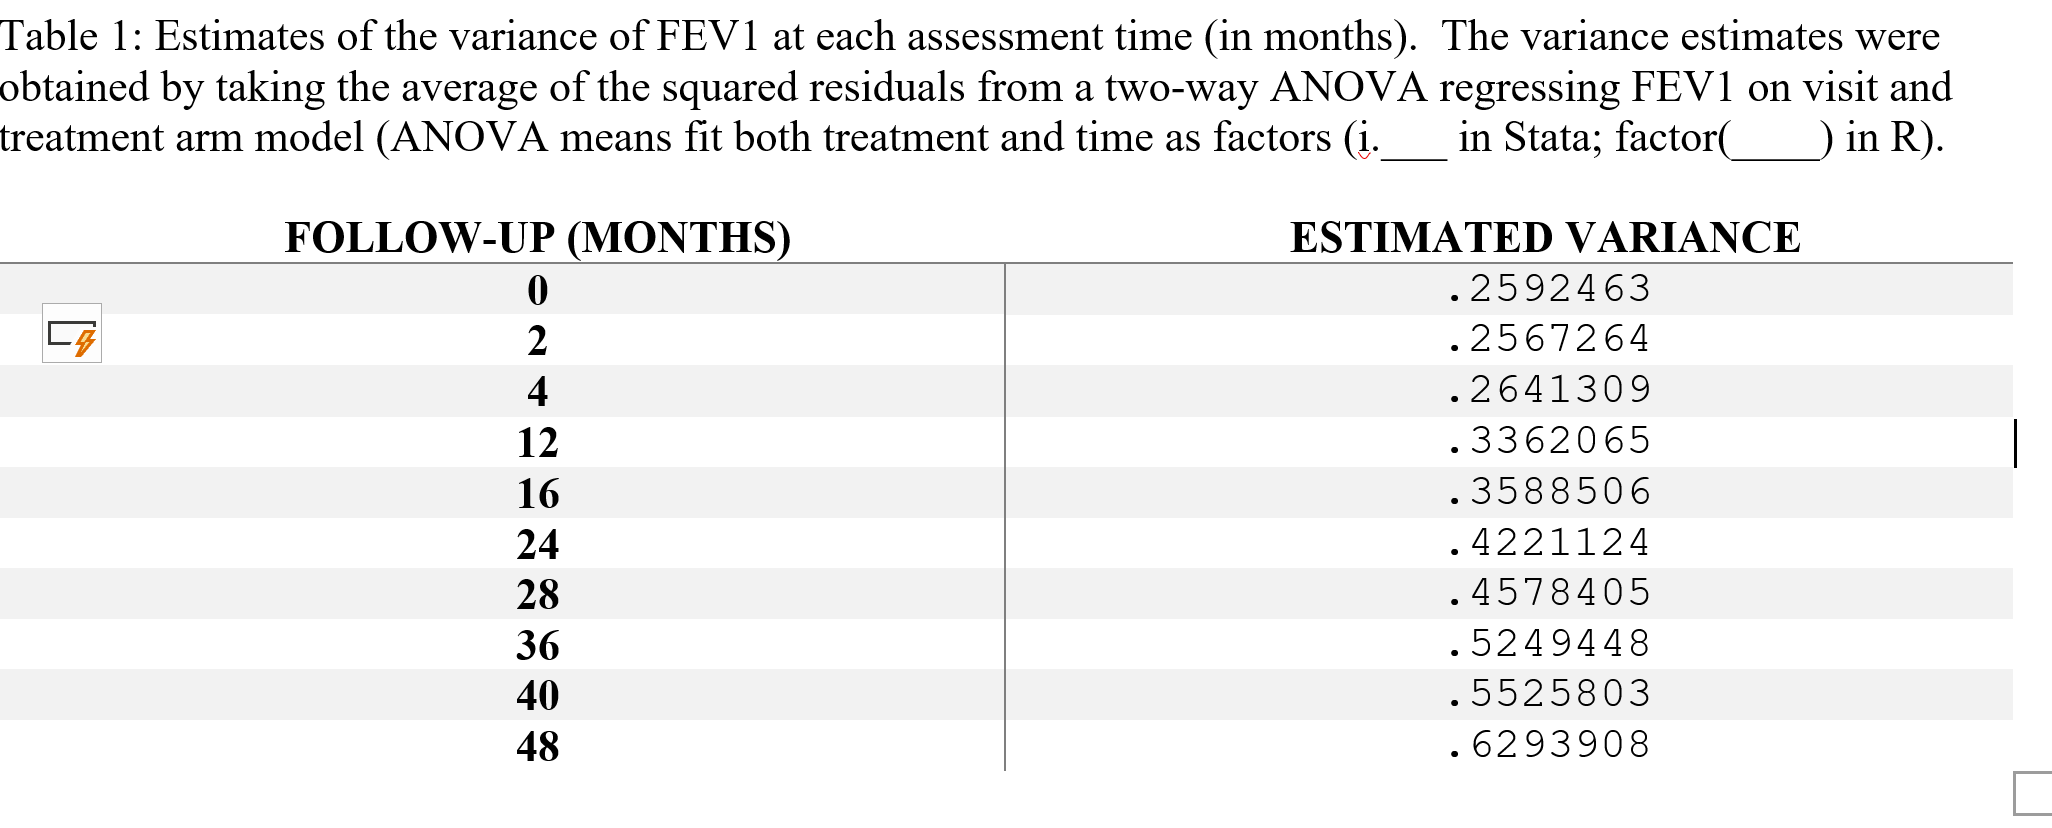 Table 1: Estimates of the variance of FEV1 at each assessment time (in months).  The variance estimates were
obtained by taking the average of the squared residuals from a two-way ANOVA regressing FEV1 on visit and
treatment arm model (ANOVA means fit both treatment and time as factors (i.___ in Stata; factor(____) in R).
FOLLOW-UP (MONTHS) ESTIMATED VARIANCE
0 .2592463
2 .2567264
4 .2641309
12 .3362065
16 .3588506
24 .4221124
28 .4578405
36 .5249448
40 .5525803
48 .6293908